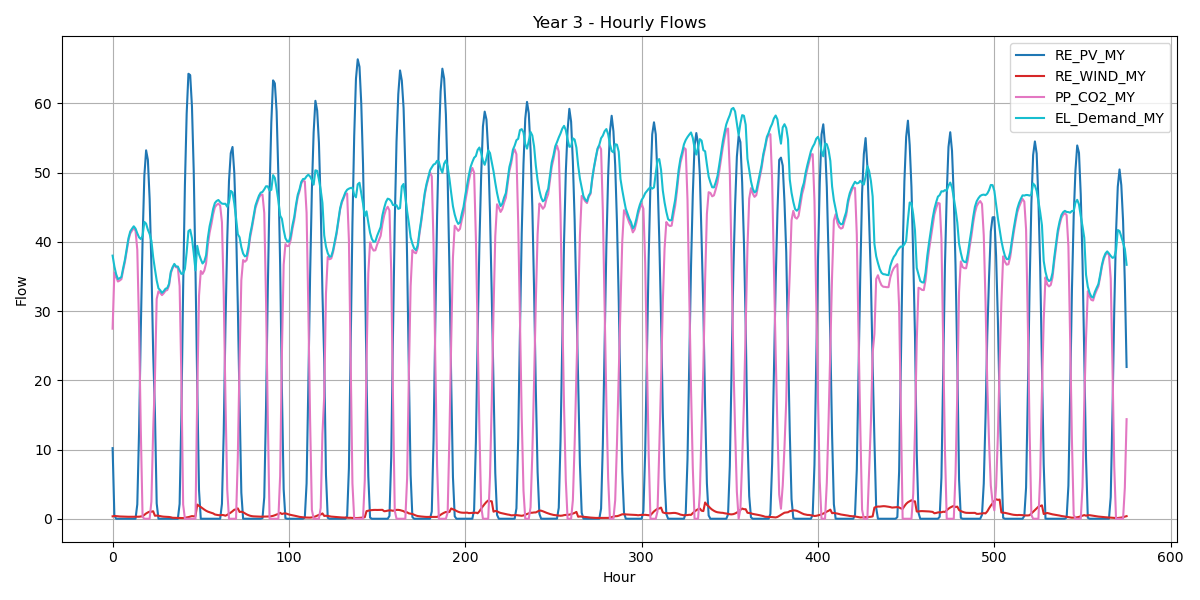 Year 3 - Hourly Flows
RE_PV_MY
RE_WIND_MY
PP_CO2_MY
EL_Demand_MY
Flow
60
50
40
30
20
10
0
0 100 200 300 400 500 600
Hour